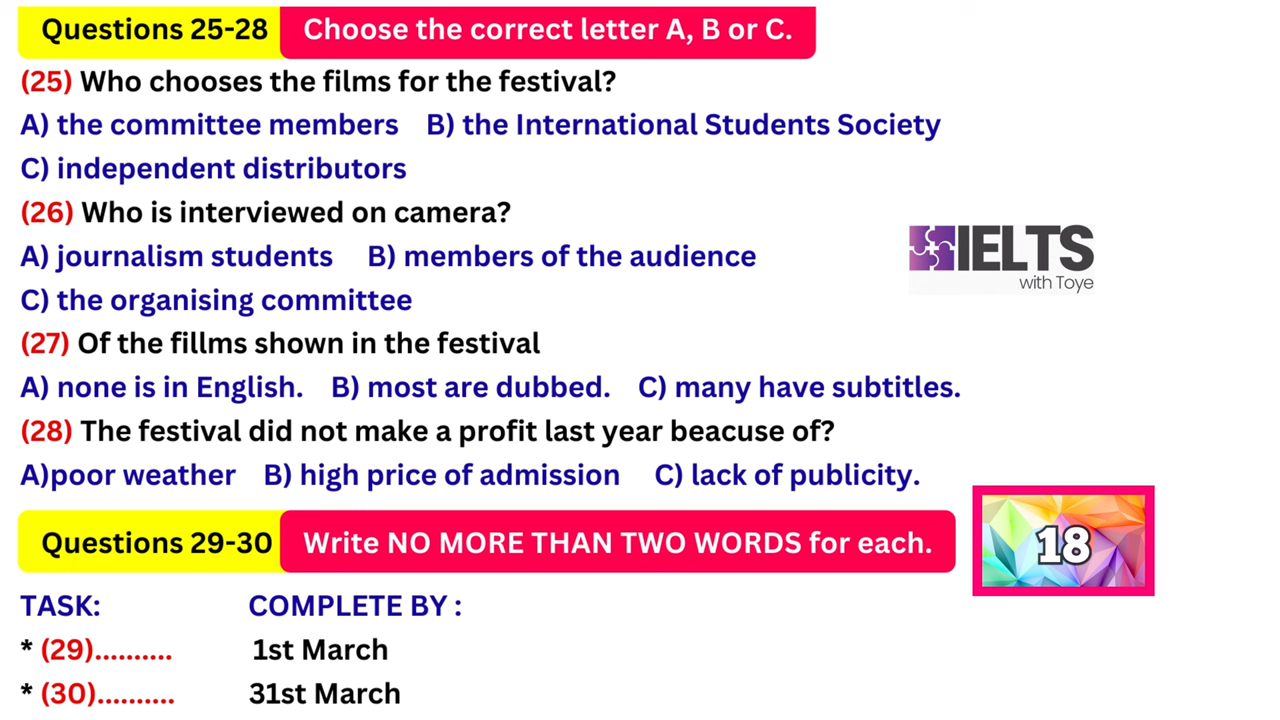 Questions 25-28 Choose the correct letter A, B or C.
(25) Who chooses the films for the festival?
A) the committee members B) the International Students Society
C) independent distributors
(26) Who is interviewed on camera?
A) journalism students B) members of the audience
C) the organising committee
IELTS
with Toye
(27) Of the fillms shown in the festival
A) none is in English. B) most are dubbed. C) many have subtitles.
(28) The festival did not make a profit last year beacuse of?
A)poor weather B) high price of admission C) lack of publicity.
Questions 29-30 Write NO MORE THAN TWO WORDS for each.
18
TASK: COMPLETE BY :
* (29).......... 1st March
* (30).......... 31st March